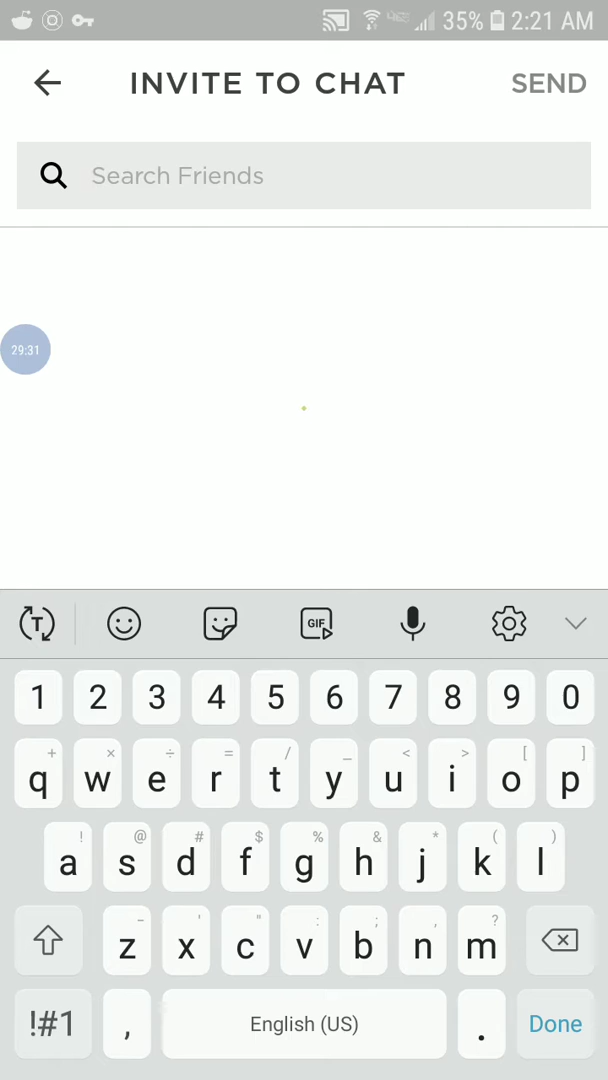 35% 2:21 AM
INVITE TO CHAT SEND
Search Friends
29:31
T GIF
1 2 3 4 5 6 7 8 9 0
+ × ÷ = / _ < > [ ]
q w e r t y u i o p
! @ # $ % & * ( )
a s d f g h j k l
- ' " : ; , ?
z x c v b n m
!#1 , English (US) . Done